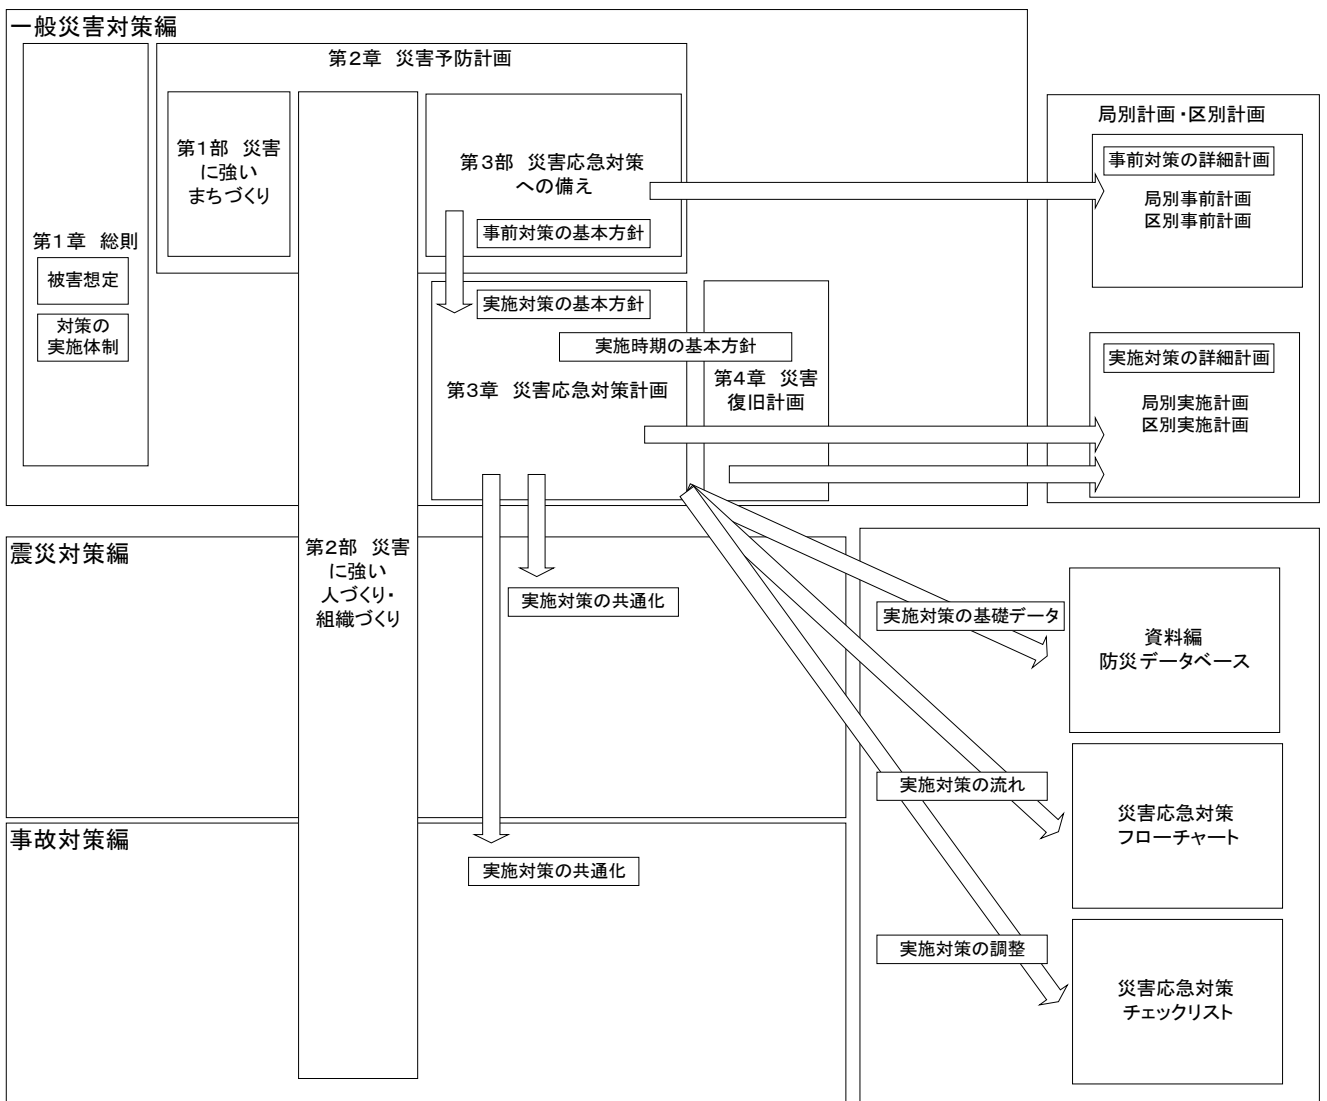 一般災害対策編
第1章 総則
被害想定
対策の
実施体制
第2章 災害予防計画
第1部 災害
に強い
まちづくり
第2部 災害
に強い
人づくり・
組織づくり
第3部 災害応急対策
への備え
事前対策の基本方針
実施対策の基本方針
実施時期の基本方針
第3章 災害応急対策計画
第4章 災害
復旧計画
局別計画・区別計画
事前対策の詳細計画
局別事前計画
区別事前計画
実施対策の詳細計画
局別実施計画
区別実施計画
震災対策編
実施対策の共通化
事故対策編
実施対策の共通化
実施対策の基礎データ
資料編
防災データベース
実施対策の流れ
災害応急対策
フローチャート
実施対策の調整
災害応急対策
チェックリスト